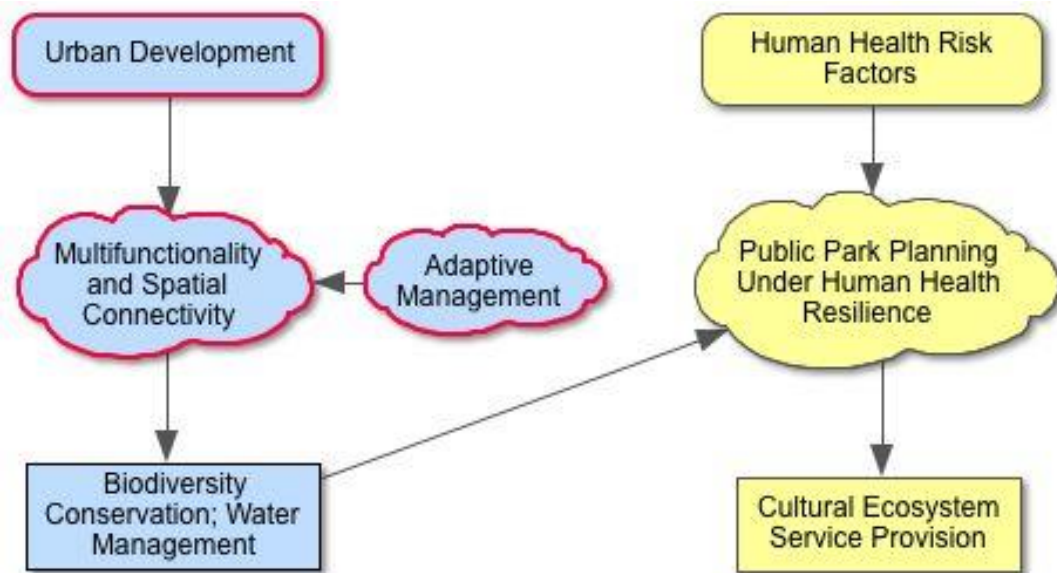 Urban Development
Human Health Risk
Factors
Multifunctionality
and Spatial
Connectivity
Adaptive
Management
Public Park Planning
Under Human Health
Resilience
Biodiversity
Conservation; Water
Management
Cultural Ecosystem
Service Provision